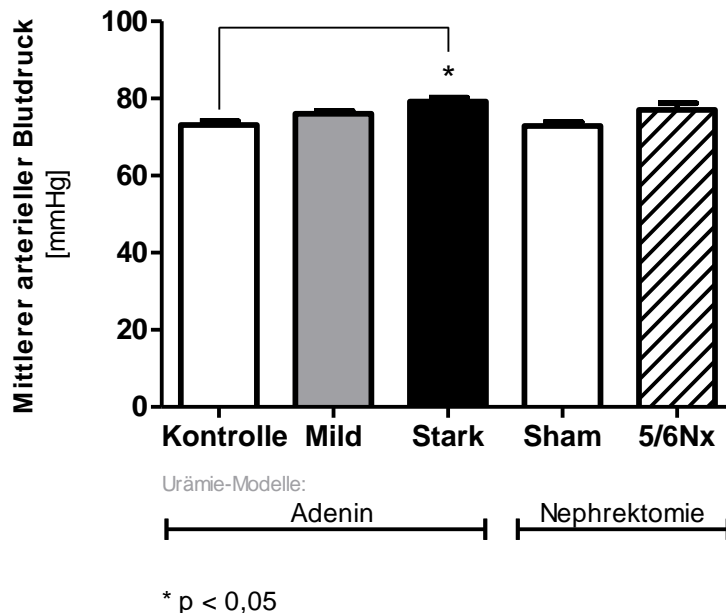 Mittlerer arterieller Blutdruck
[mmHg]
100
80
60
40
20
0
*
Kontrolle Mild Stark Sham 5/6Nx
Urämie-Modelle:
Adenin Nephrektomie
* p < 0,05